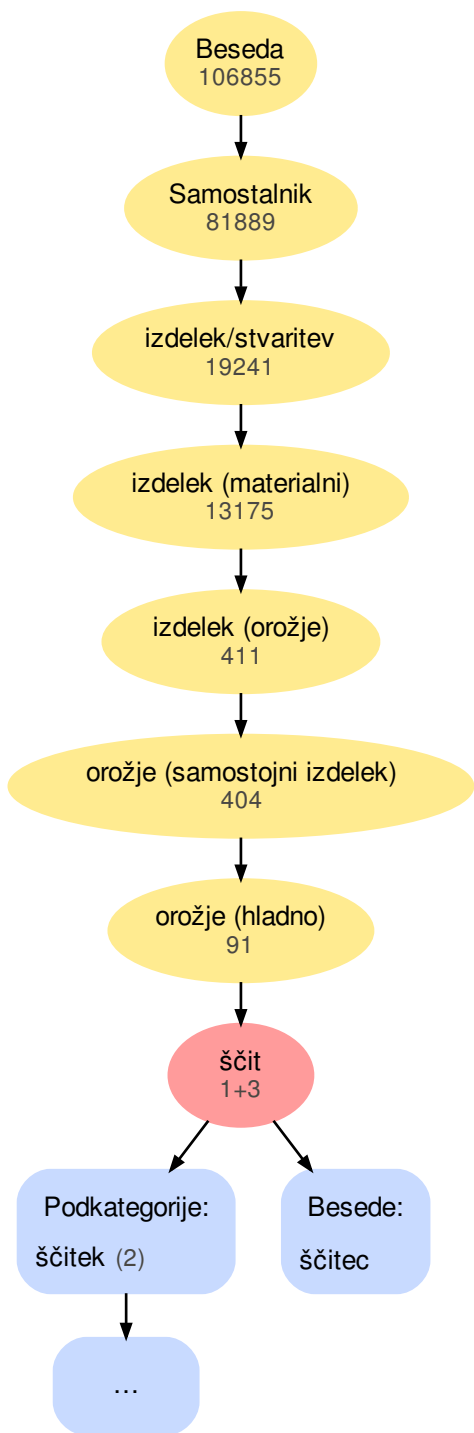 Beseda
106855
Samostalnik
81889
izdelek/stvaritev
19241
izdelek (materialni)
13175
izdelek (orožje)
411
orožje (samostojni izdelek)
404
orožje (hladno)
91
ščit
1+3
Podkategorije:
ščitek (2)
Besede:
ščitec
...